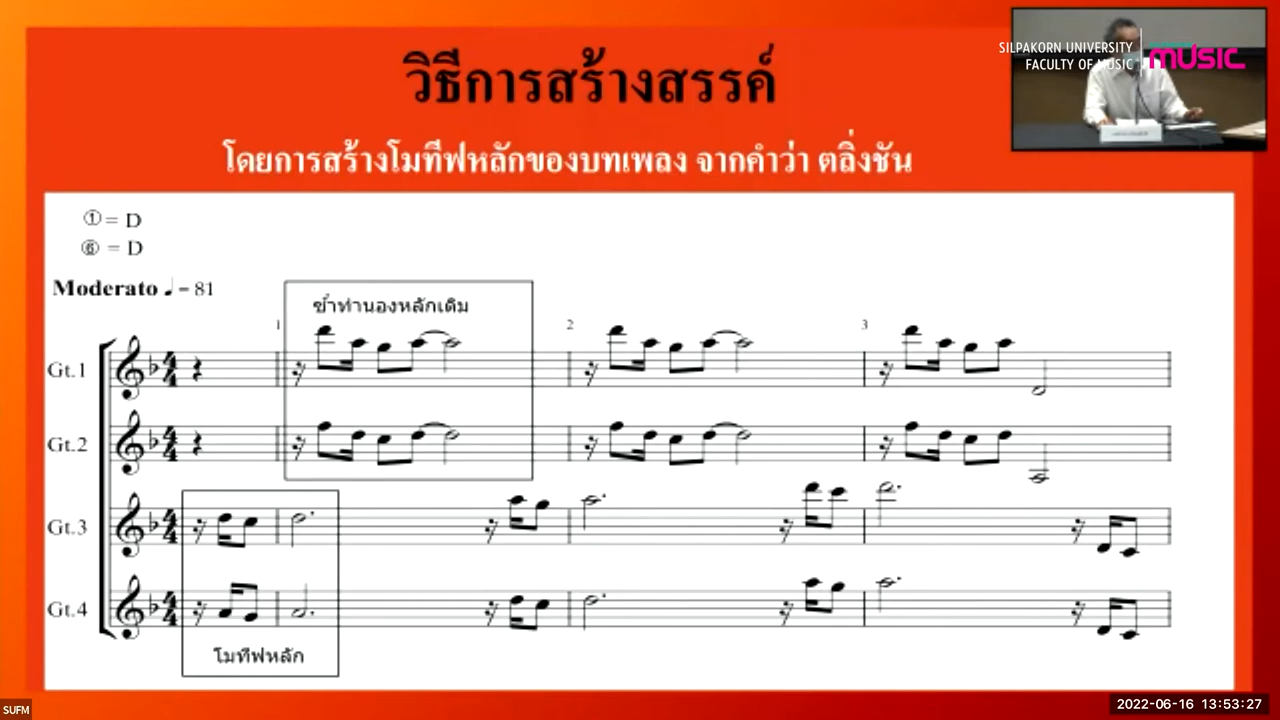 วิธีการสร้างสรรค์
SILPAKORN UNIVERSITY
FACULTY OF MUSIC
MUSIC
โดยการสร้างโมทีฟหลักของบทเพลง จากคำว่า ตลิ่งชัน
① = D
⑥ = D
Moderato ♩ = 81
ซ้ำทำนองหลักเดิม
1
2
3
Gt.1
Gt.2
Gt.3
Gt.4
โมทีฟหลัก
SUFM
2022-06-16 13:53:27